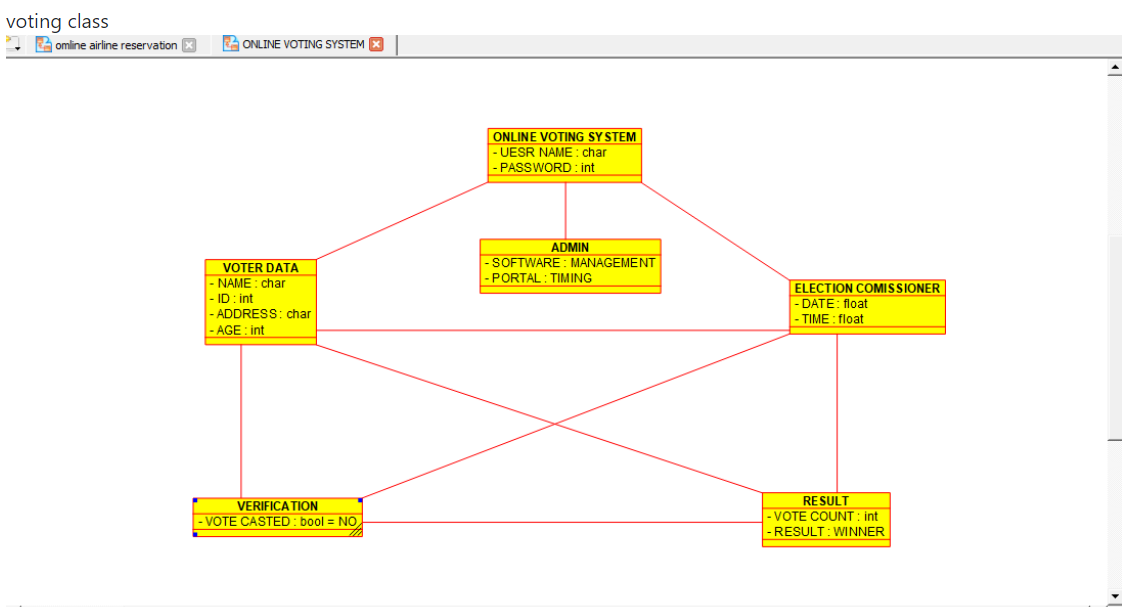 voting class
omline airline reservation
ONLINE VOTING SYSTEM
ONLINE VOTING SYSTEM
- UESR NAME : char
- PASSWORD : int
ADMIN
- SOFTWARE : MANAGEMENT
- PORTAL : TIMING
VOTER DATA
- NAME : char
- ID : int
- ADDRESS : char
- AGE : int
ELECTION COMISSIONER
- DATE : float
- TIME : float
VERIFICATION
- VOTE CASTED : bool = NO
RESULT
- VOTE COUNT : int
- RESULT : WINNER